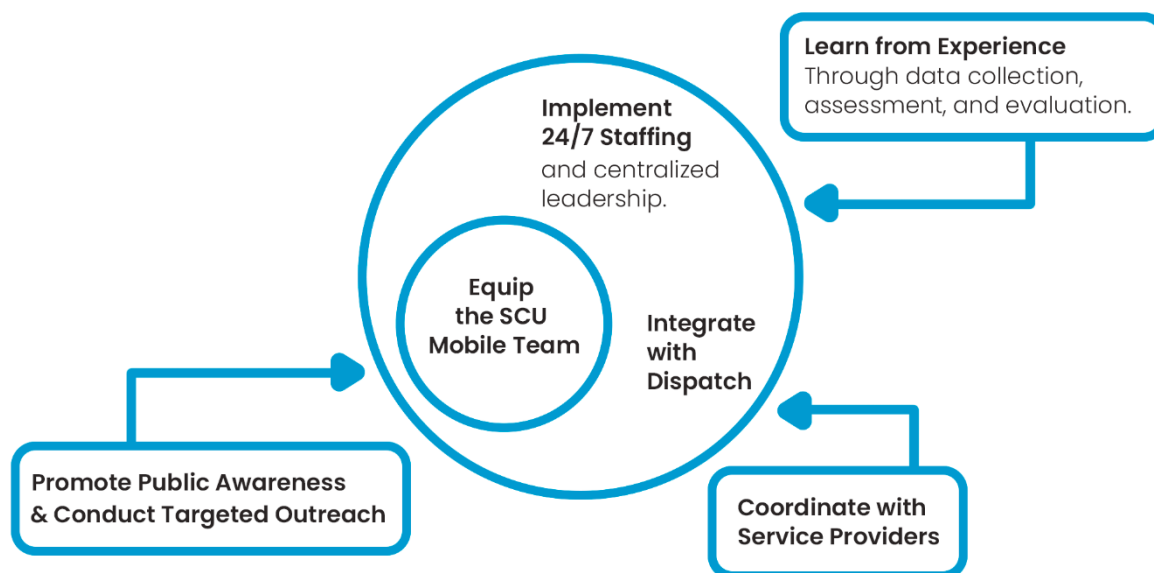 Learn from Experience
Through data collection,
assessment, and evaluation.
Implement
24/7 Staffing
and centralized
leadership.
Equip
the SCU
Mobile Team
Integrate
with
Dispatch
Promote Public Awareness
& Conduct Targeted Outreach
Coordinate with
Service Providers